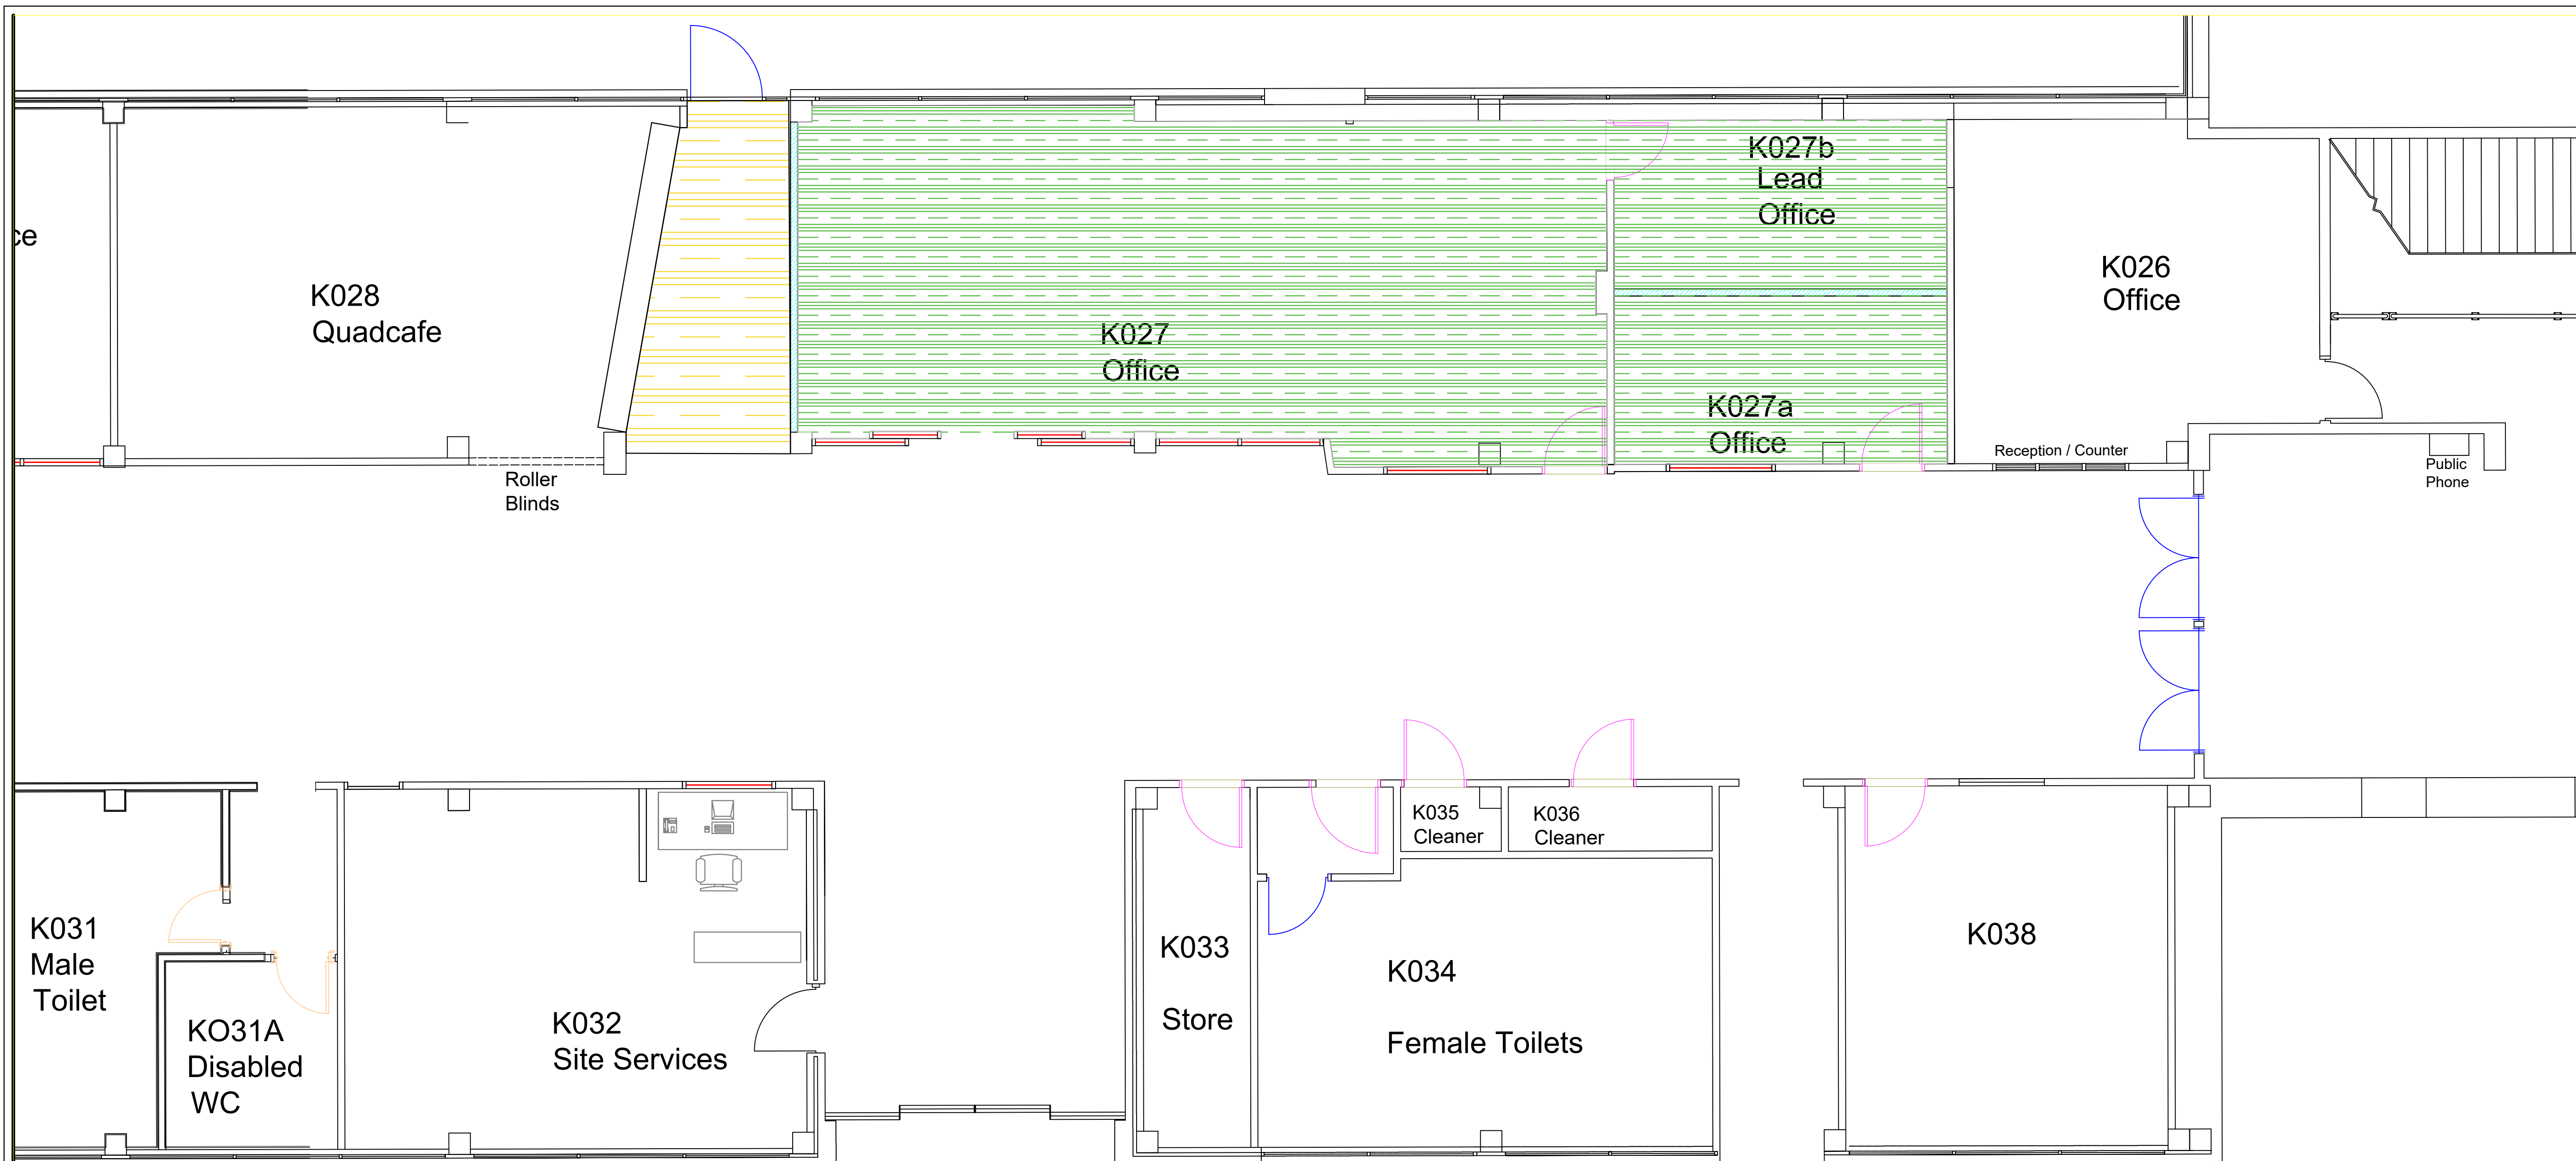 ce
K028
Quadcafe
Roller
Blinds
K027
Office
K027b
Lead
Office
K027a
Office
K026
Office
Reception / Counter
Public
Phone
K031
Male
Toilet
KO31A
Disabled
WC
K032
Site Services
K033
Store
K034
Female Toilets
K035
Cleaner
K036
Cleaner
K038